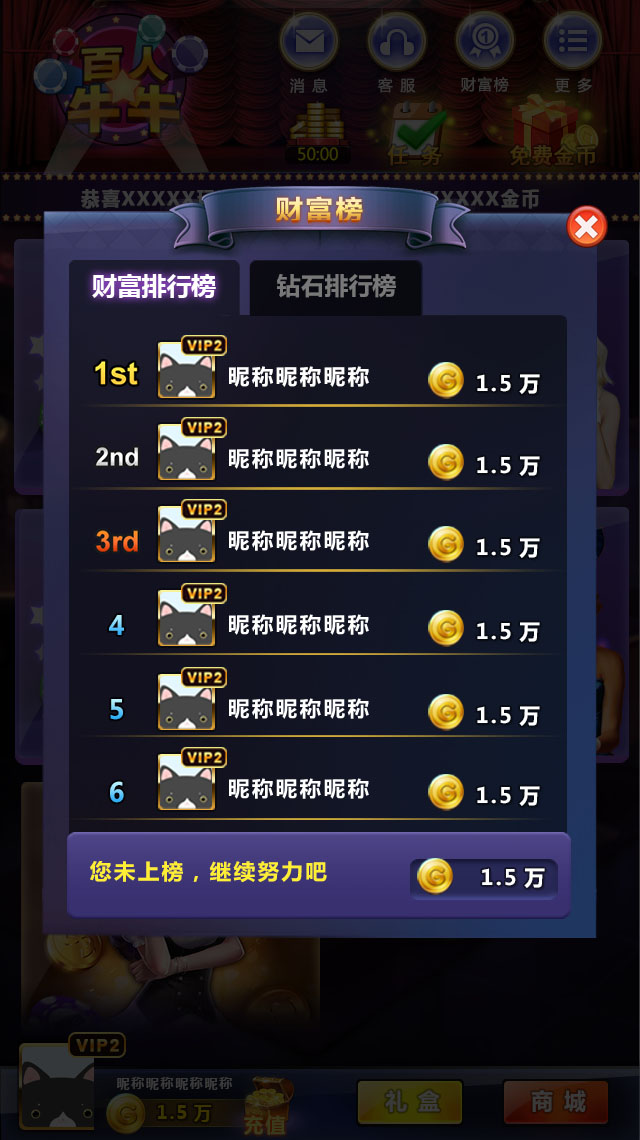 百人
牛牛
消息
客服
财富榜
更多
50:00
任务
免费金币
恭喜XXXXX
XXXX金币
财富榜
财富排行榜
钻石排行榜
1st VIP2 昵称昵称昵称 G 1.5 万
2nd VIP2 昵称昵称昵称 G 1.5 万
3rd VIP2 昵称昵称昵称 G 1.5 万
4 VIP2 昵称昵称昵称 G 1.5 万
5 VIP2 昵称昵称昵称 G 1.5 万
6 VIP2 昵称昵称昵称 G 1.5 万
您未上榜，继续努力吧 G 1.5 万
VIP2
昵称昵称昵称昵称
G 1.5 万
充值
礼盒
商城